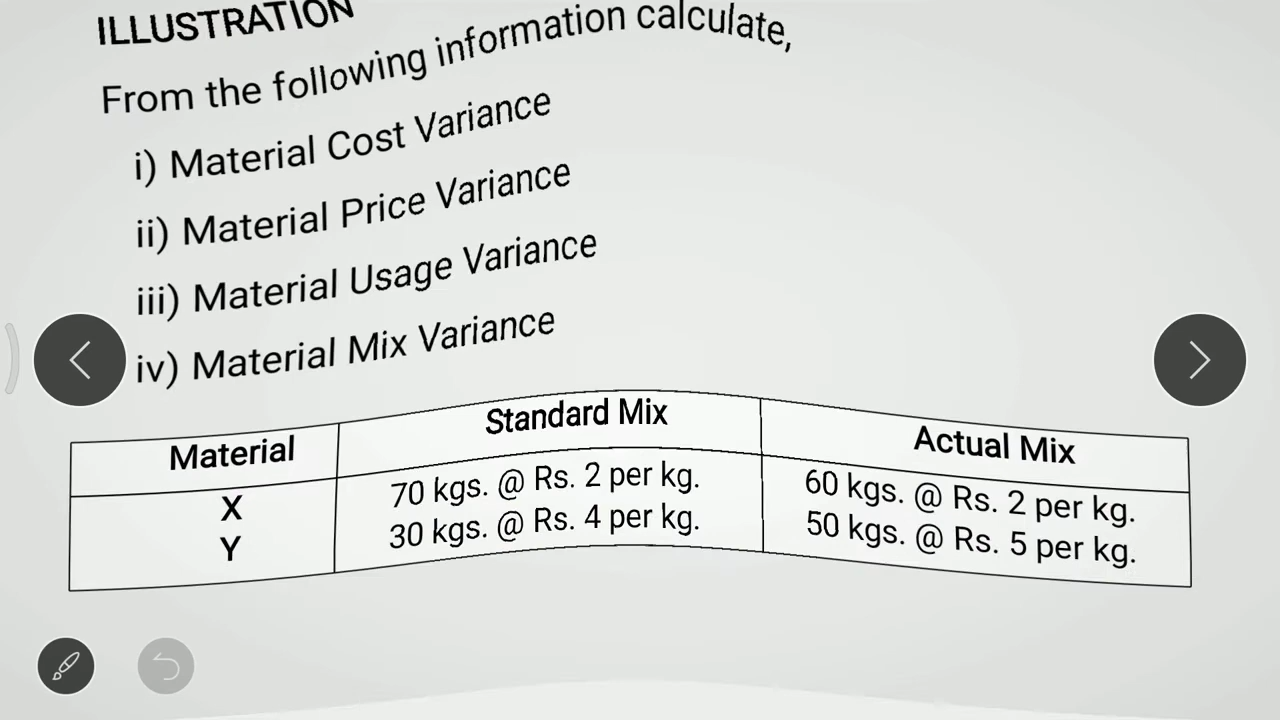 ILLUSTRATION
From the following information calculate,
i) Material Cost Variance
ii) Material Price Variance
iii) Material Usage Variance
iv) Material Mix Variance
Material Standard Mix Actual Mix
X 70 kgs. @ Rs. 2 per kg. 60 kgs. @ Rs. 2 per kg.
Y 30 kgs. @ Rs. 4 per kg. 50 kgs. @ Rs. 5 per kg.